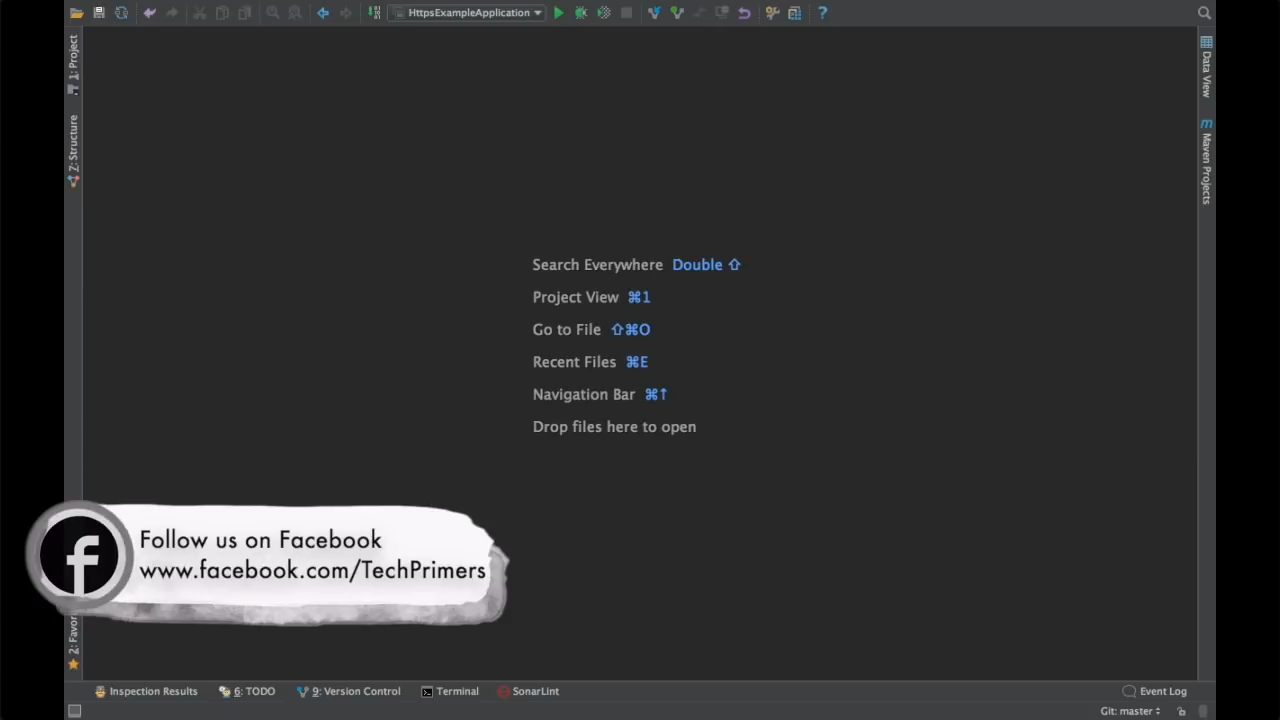 HttpsExampleApplication
1: Project
7: Structure
Data View
m
Maven Projects
Search Everywhere Double ⇧
Project View ⌘1
Go to File ⇧⌘O
Recent Files ⌘E
Navigation Bar ⌘↑
Drop files here to open
f
Follow us on Facebook
www.facebook.com/TechPrimers
2: Favor
Inspection Results 6: TODO 9: Version Control Terminal SonarLint Event Log
Git: master